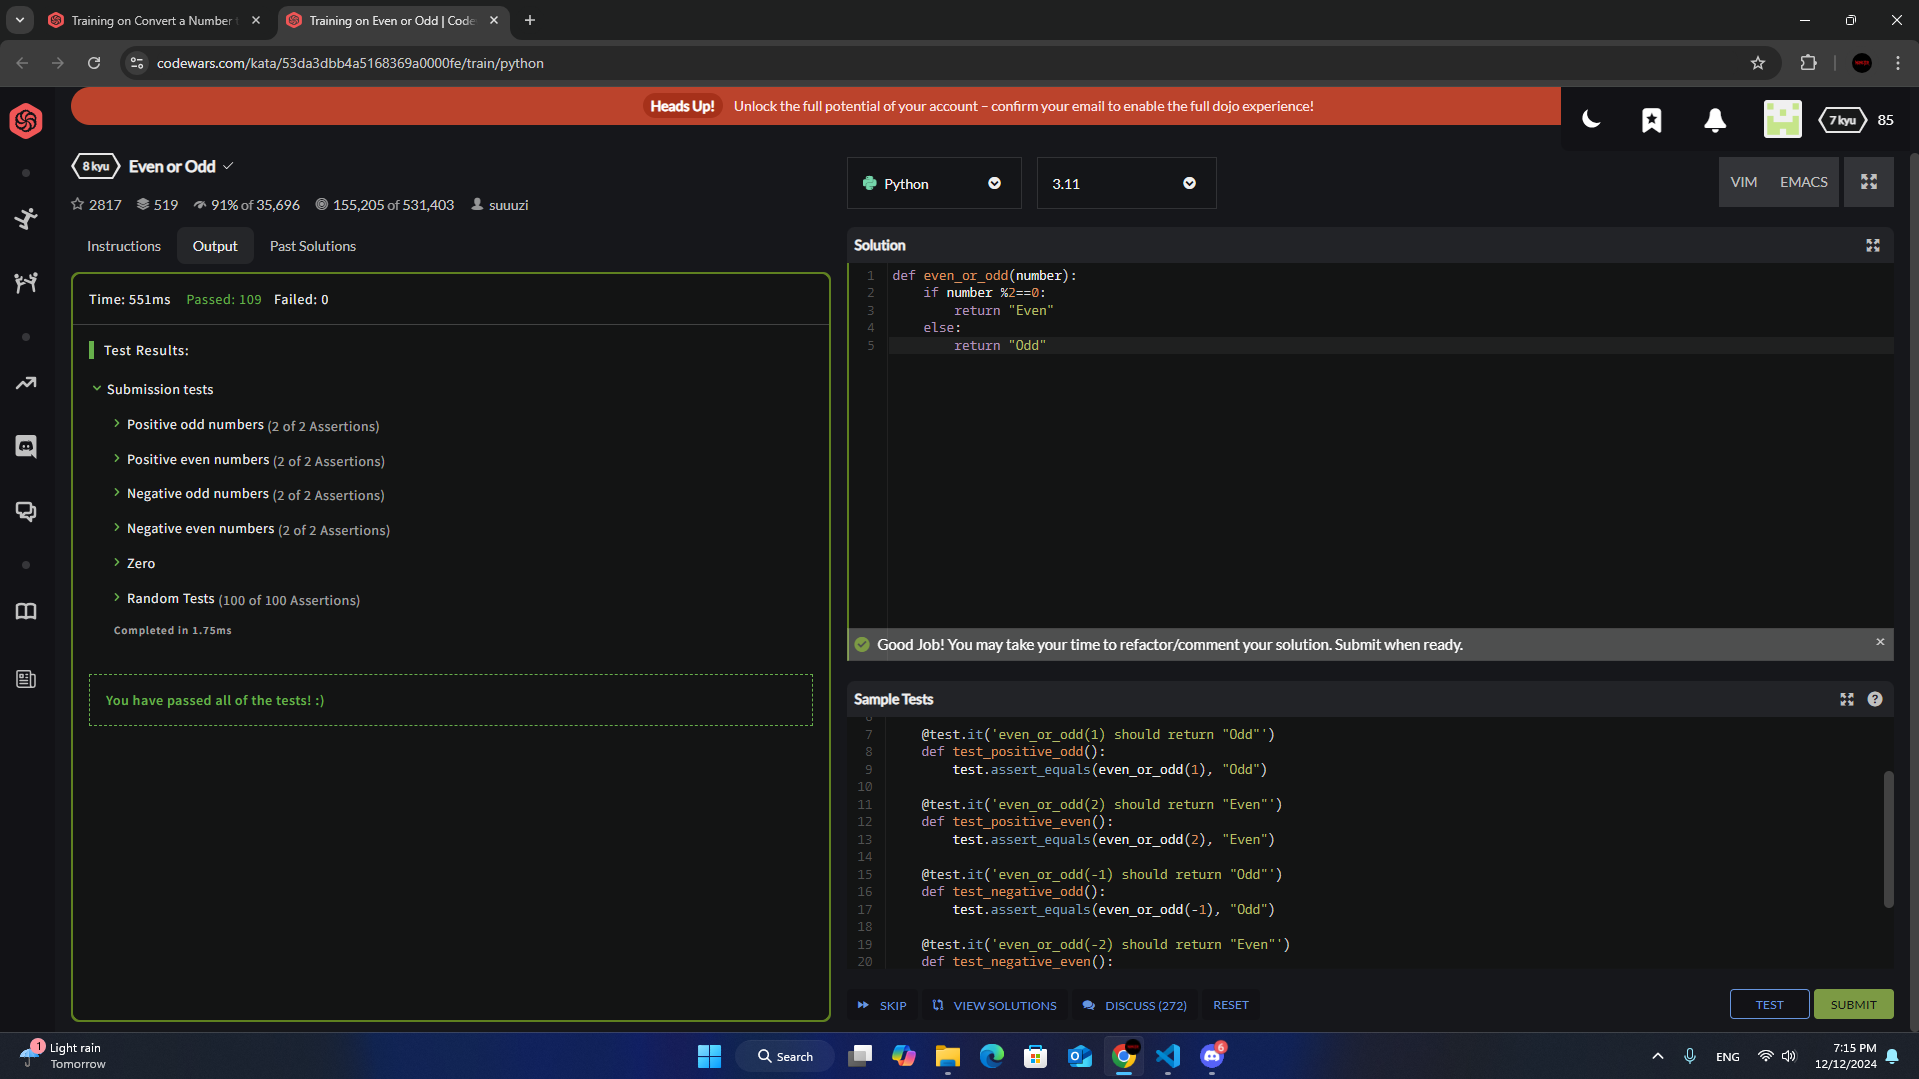 Training on Convert a Number t
Training on Even or Odd | Code
codewars.com/kata/53da3dbb4a5168369a0000fe/train/python
Heads Up! Unlock the full potential of your account – confirm your email to enable the full dojo experience!
7 kyu 85
8 kyu Even or Odd
2817 519 91% of 35,696 155,205 of 531,403 suuuzi
Python 3.11
VIM EMACS
Instructions Output Past Solutions
Time: 551ms Passed: 109 Failed: 0
Test Results:
Submission tests
Positive odd numbers (2 of 2 Assertions)
Positive even numbers (2 of 2 Assertions)
Negative odd numbers (2 of 2 Assertions)
Negative even numbers (2 of 2 Assertions)
Zero
Random Tests (100 of 100 Assertions)
Completed in 1.75ms
You have passed all of the tests! :)
Solution
1 def even_or_odd(number):
2 if number %2==0:
3 return "Even"
4 else:
5 return "Odd"
Good Job! You may take your time to refactor/comment your solution. Submit when ready.
Sample Tests
6
7 @test.it('even_or_odd(1) should return "Odd"')
8 def test_positive_odd():
9 test.assert_equals(even_or_odd(1), "Odd")
10
11 @test.it('even_or_odd(2) should return "Even"')
12 def test_positive_even():
13 test.assert_equals(even_or_odd(2), "Even")
14
15 @test.it('even_or_odd(-1) should return "Odd"')
16 def test_negative_odd():
17 test.assert_equals(even_or_odd(-1), "Odd")
18
19 @test.it('even_or_odd(-2) should return "Even"')
20 def test_negative_even():
SKIP VIEW SOLUTIONS DISCUSS (272) RESET
TEST SUBMIT
1 Light rain
Tomorrow
Search
6
ENG
7:15 PM
12/12/2024